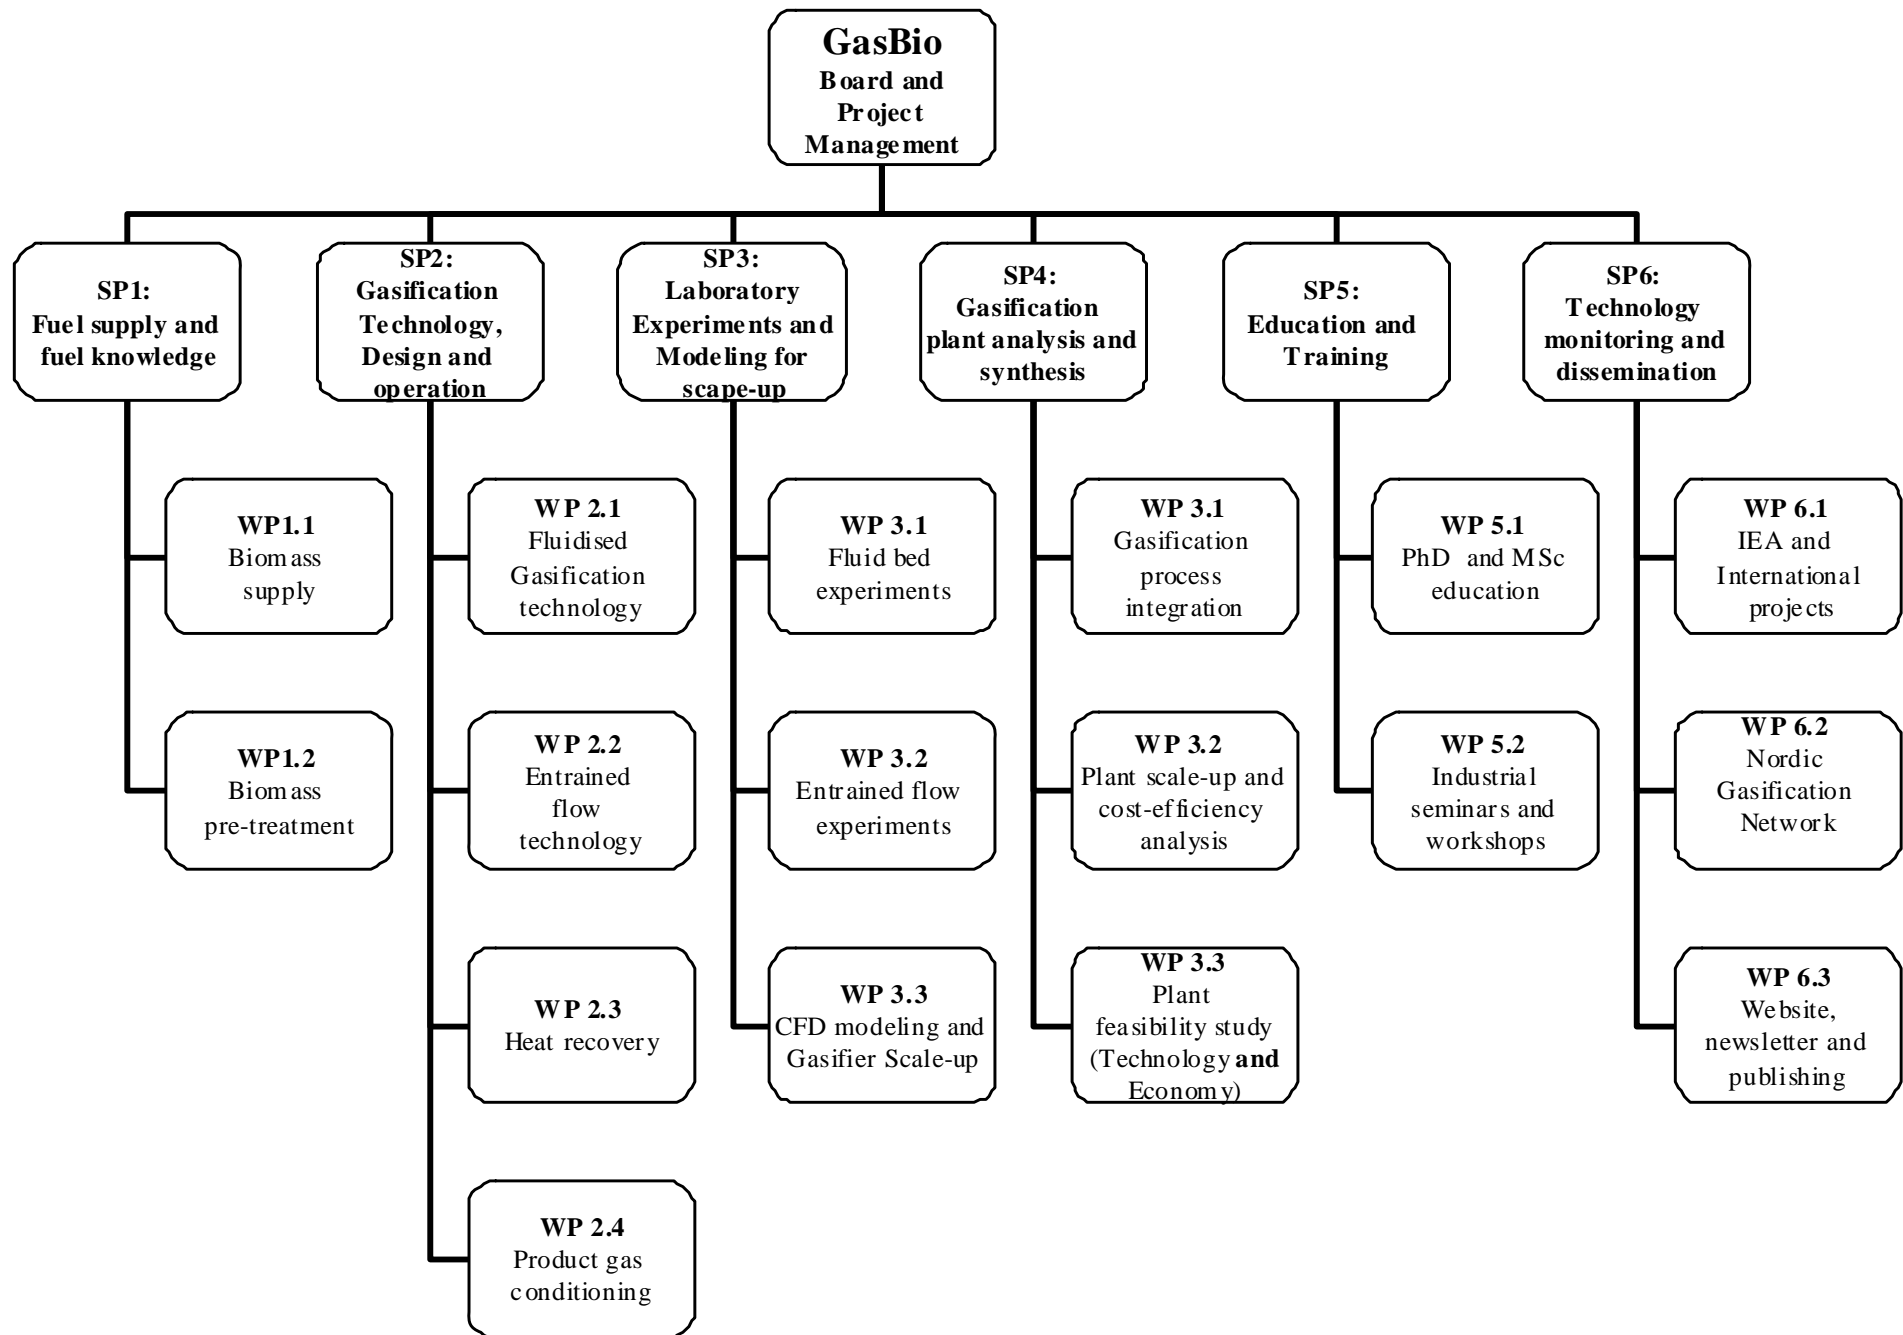 GasBio
Board and
Project
Management
SP1:
Fuel supply and
fuel knowledge
SP2:
Gasification
Technology,
Design and
operation
SP3:
Laboratory
Experiments and
Modeling for
scape-up
SP4:
Gasification
plant analysis and
synthesis
SP5:
Education and
Training
SP6:
Technology
monitoring and
dissemination
WP1.1
Biomass
supply
WP 2.1
Fluidised
Gasification
technology
WP 3.1
Fluid bed
experiments
WP 3.1
Gasification
process
integration
WP 5.1
PhD and MSc
education
WP 6.1
IEA and
International
projects
WP1.2
Biomass
pre-treatment
WP 2.2
Entrained
flow
technology
WP 3.2
Entrained flow
experiments
WP 3.2
Plant scale-up and
cost-efficiency
analysis
WP 5.2
Industrial
seminars and
workshops
WP 6.2
Nordic
Gasification
Network
WP 2.3
Heat recovery
WP 3.3
CFD modeling and
Gasifier Scale-up
WP 3.3
Plant
feasibility study
(Technology and
Economy)
WP 6.3
Website,
newsletter and
publishing
WP 2.4
Product gas
conditioning